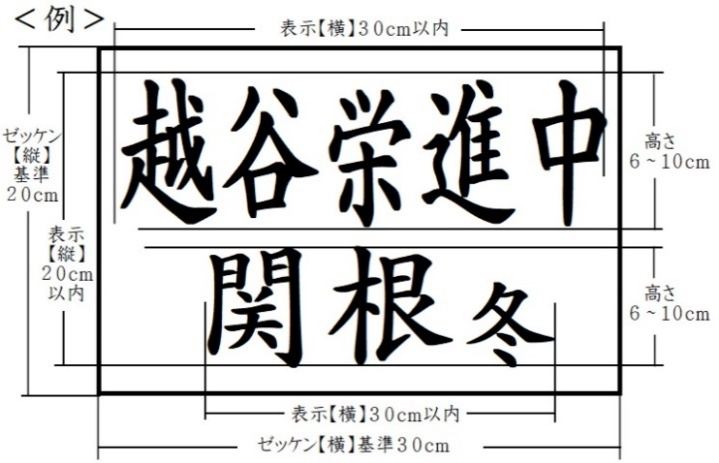 ＜例＞
表示【横】30cm以内
越谷栄進中
関根冬
ゼッケン
【縦】
基準
20cm
表示
【縦】
20cm
以内
高さ
6～10cm
高さ
6～10cm
表示【横】30cm以内
ゼッケン【横】基準30cm